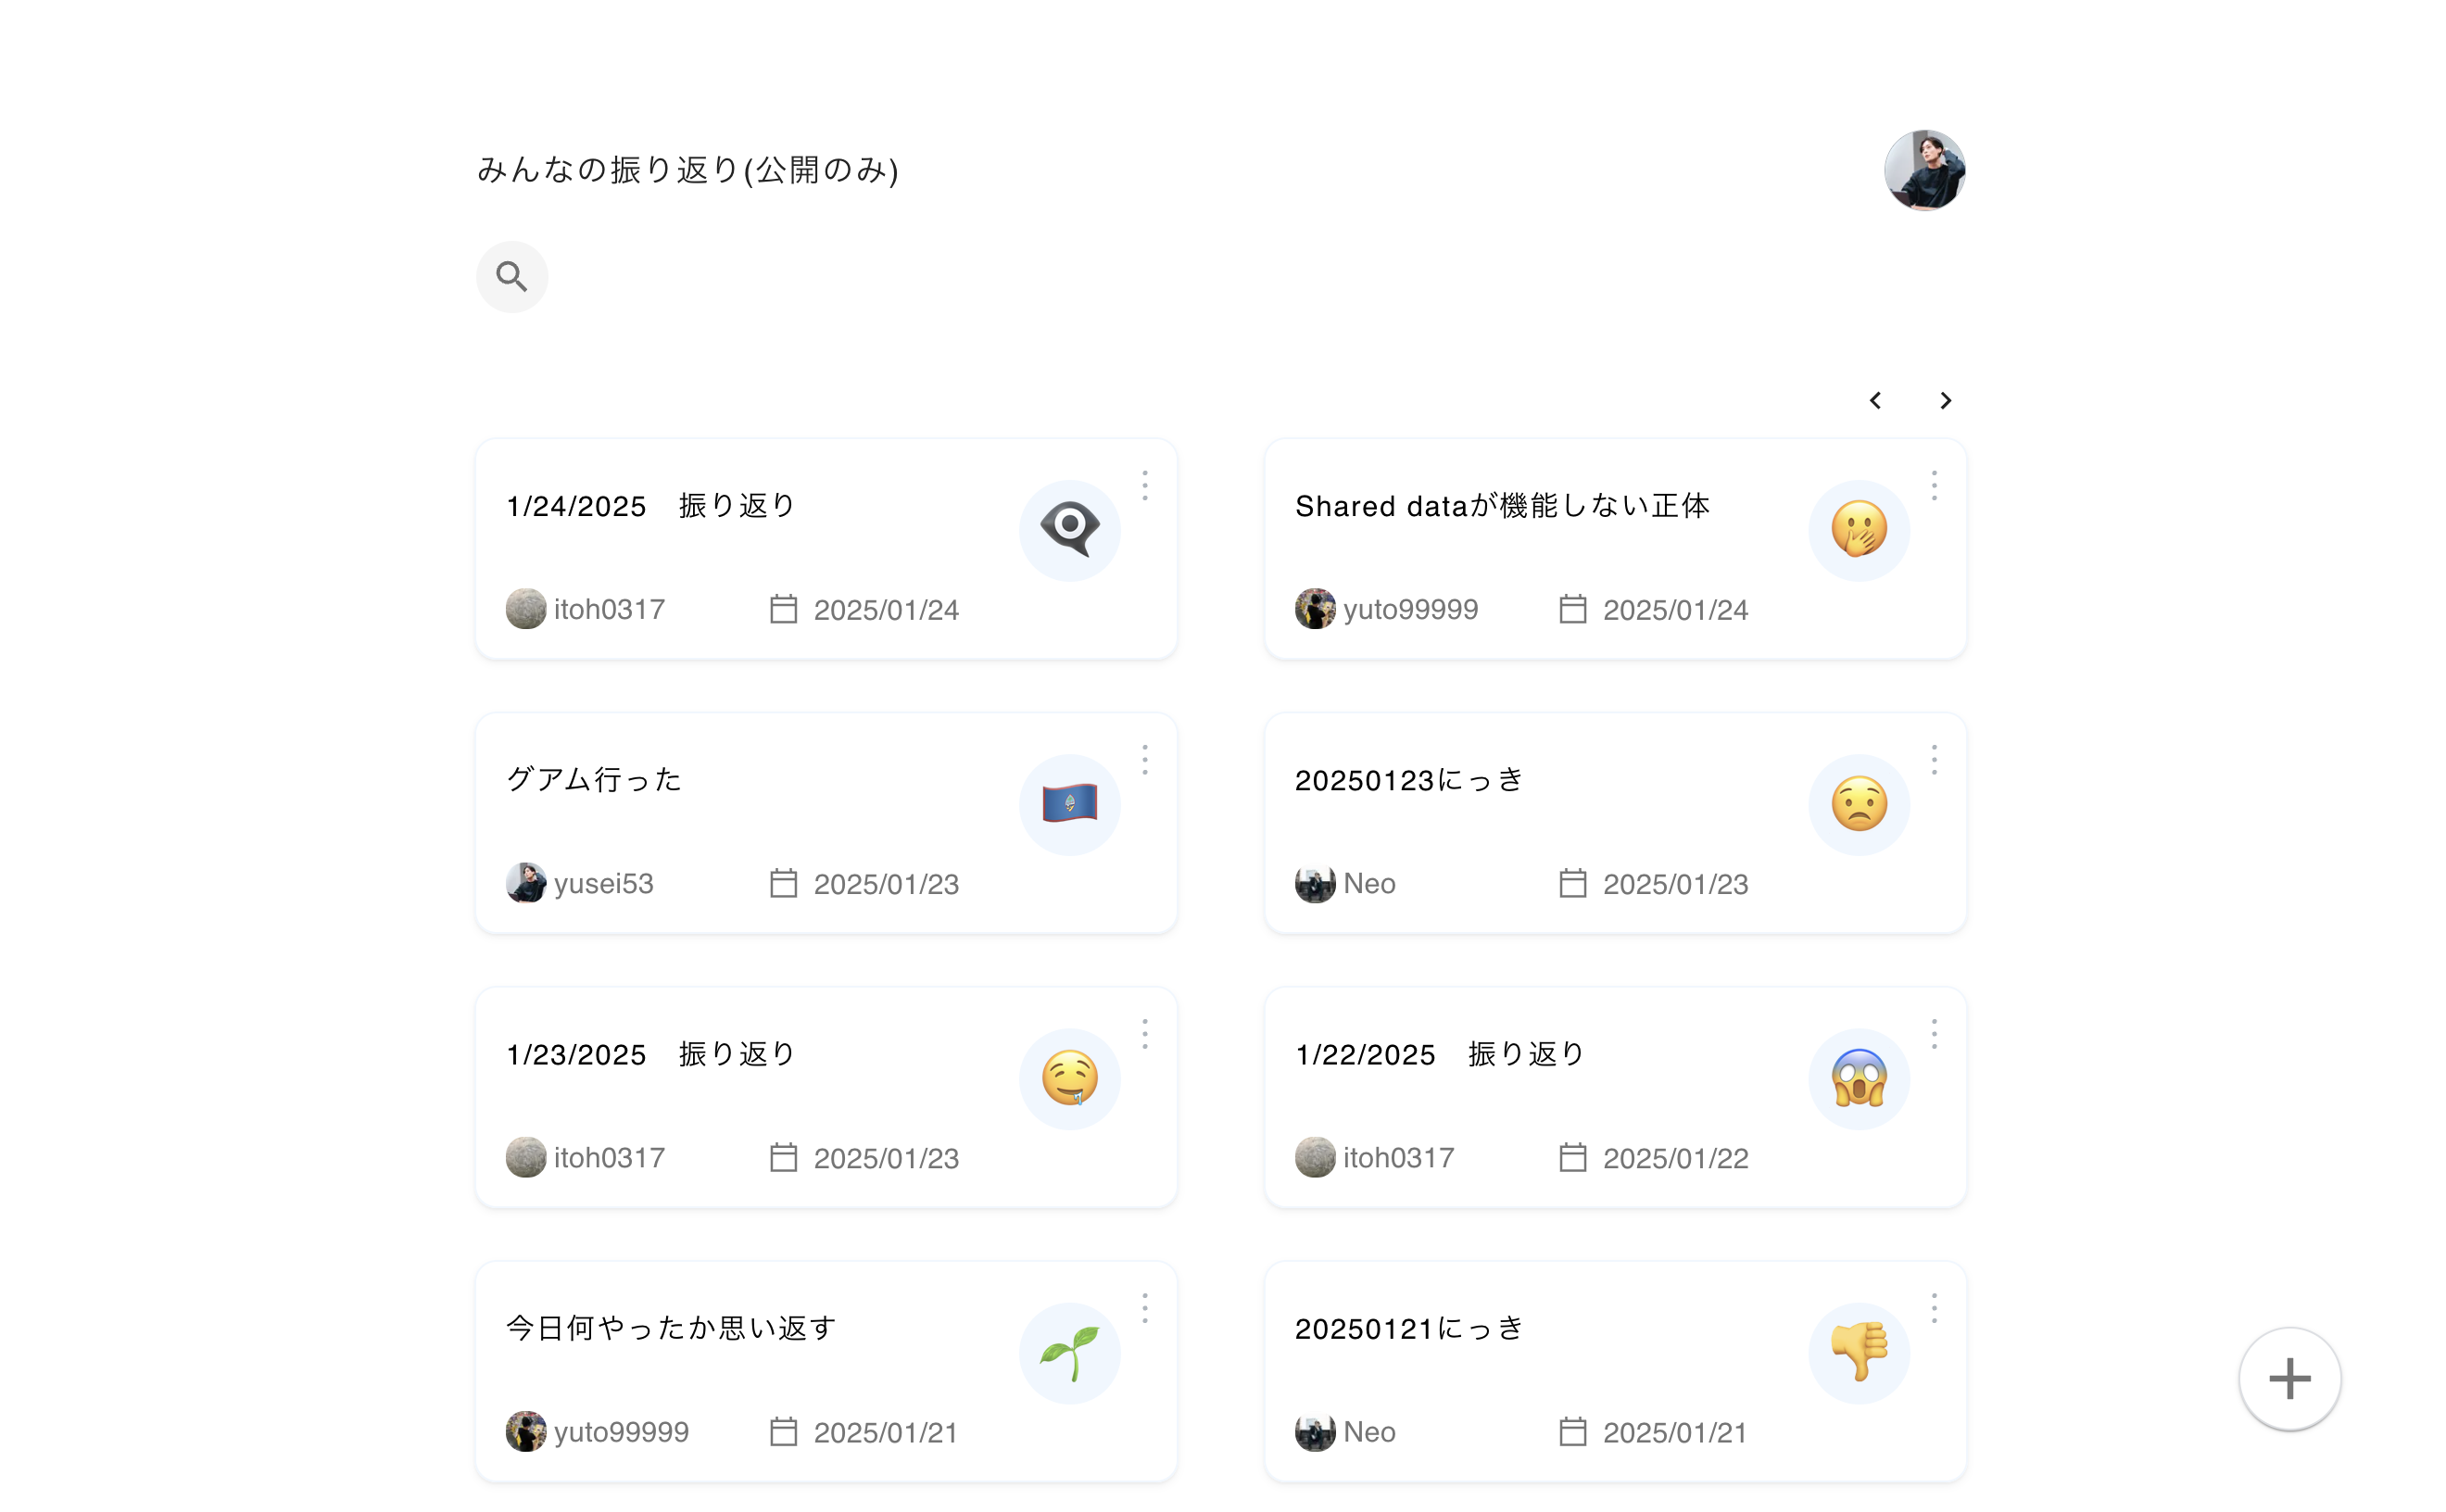 みんなの振り返り(公開のみ)
1/24/2025　振り返り
itoh0317 2025/01/24
Shared dataが機能しない正体
yuto99999 2025/01/24
グアム行った
yusei53 2025/01/23
20250123にっき
Neo 2025/01/23
1/23/2025　振り返り
itoh0317 2025/01/23
1/22/2025　振り返り
itoh0317 2025/01/22
今日何やったか思い返す
yuto99999 2025/01/21
20250121にっき
Neo 2025/01/21